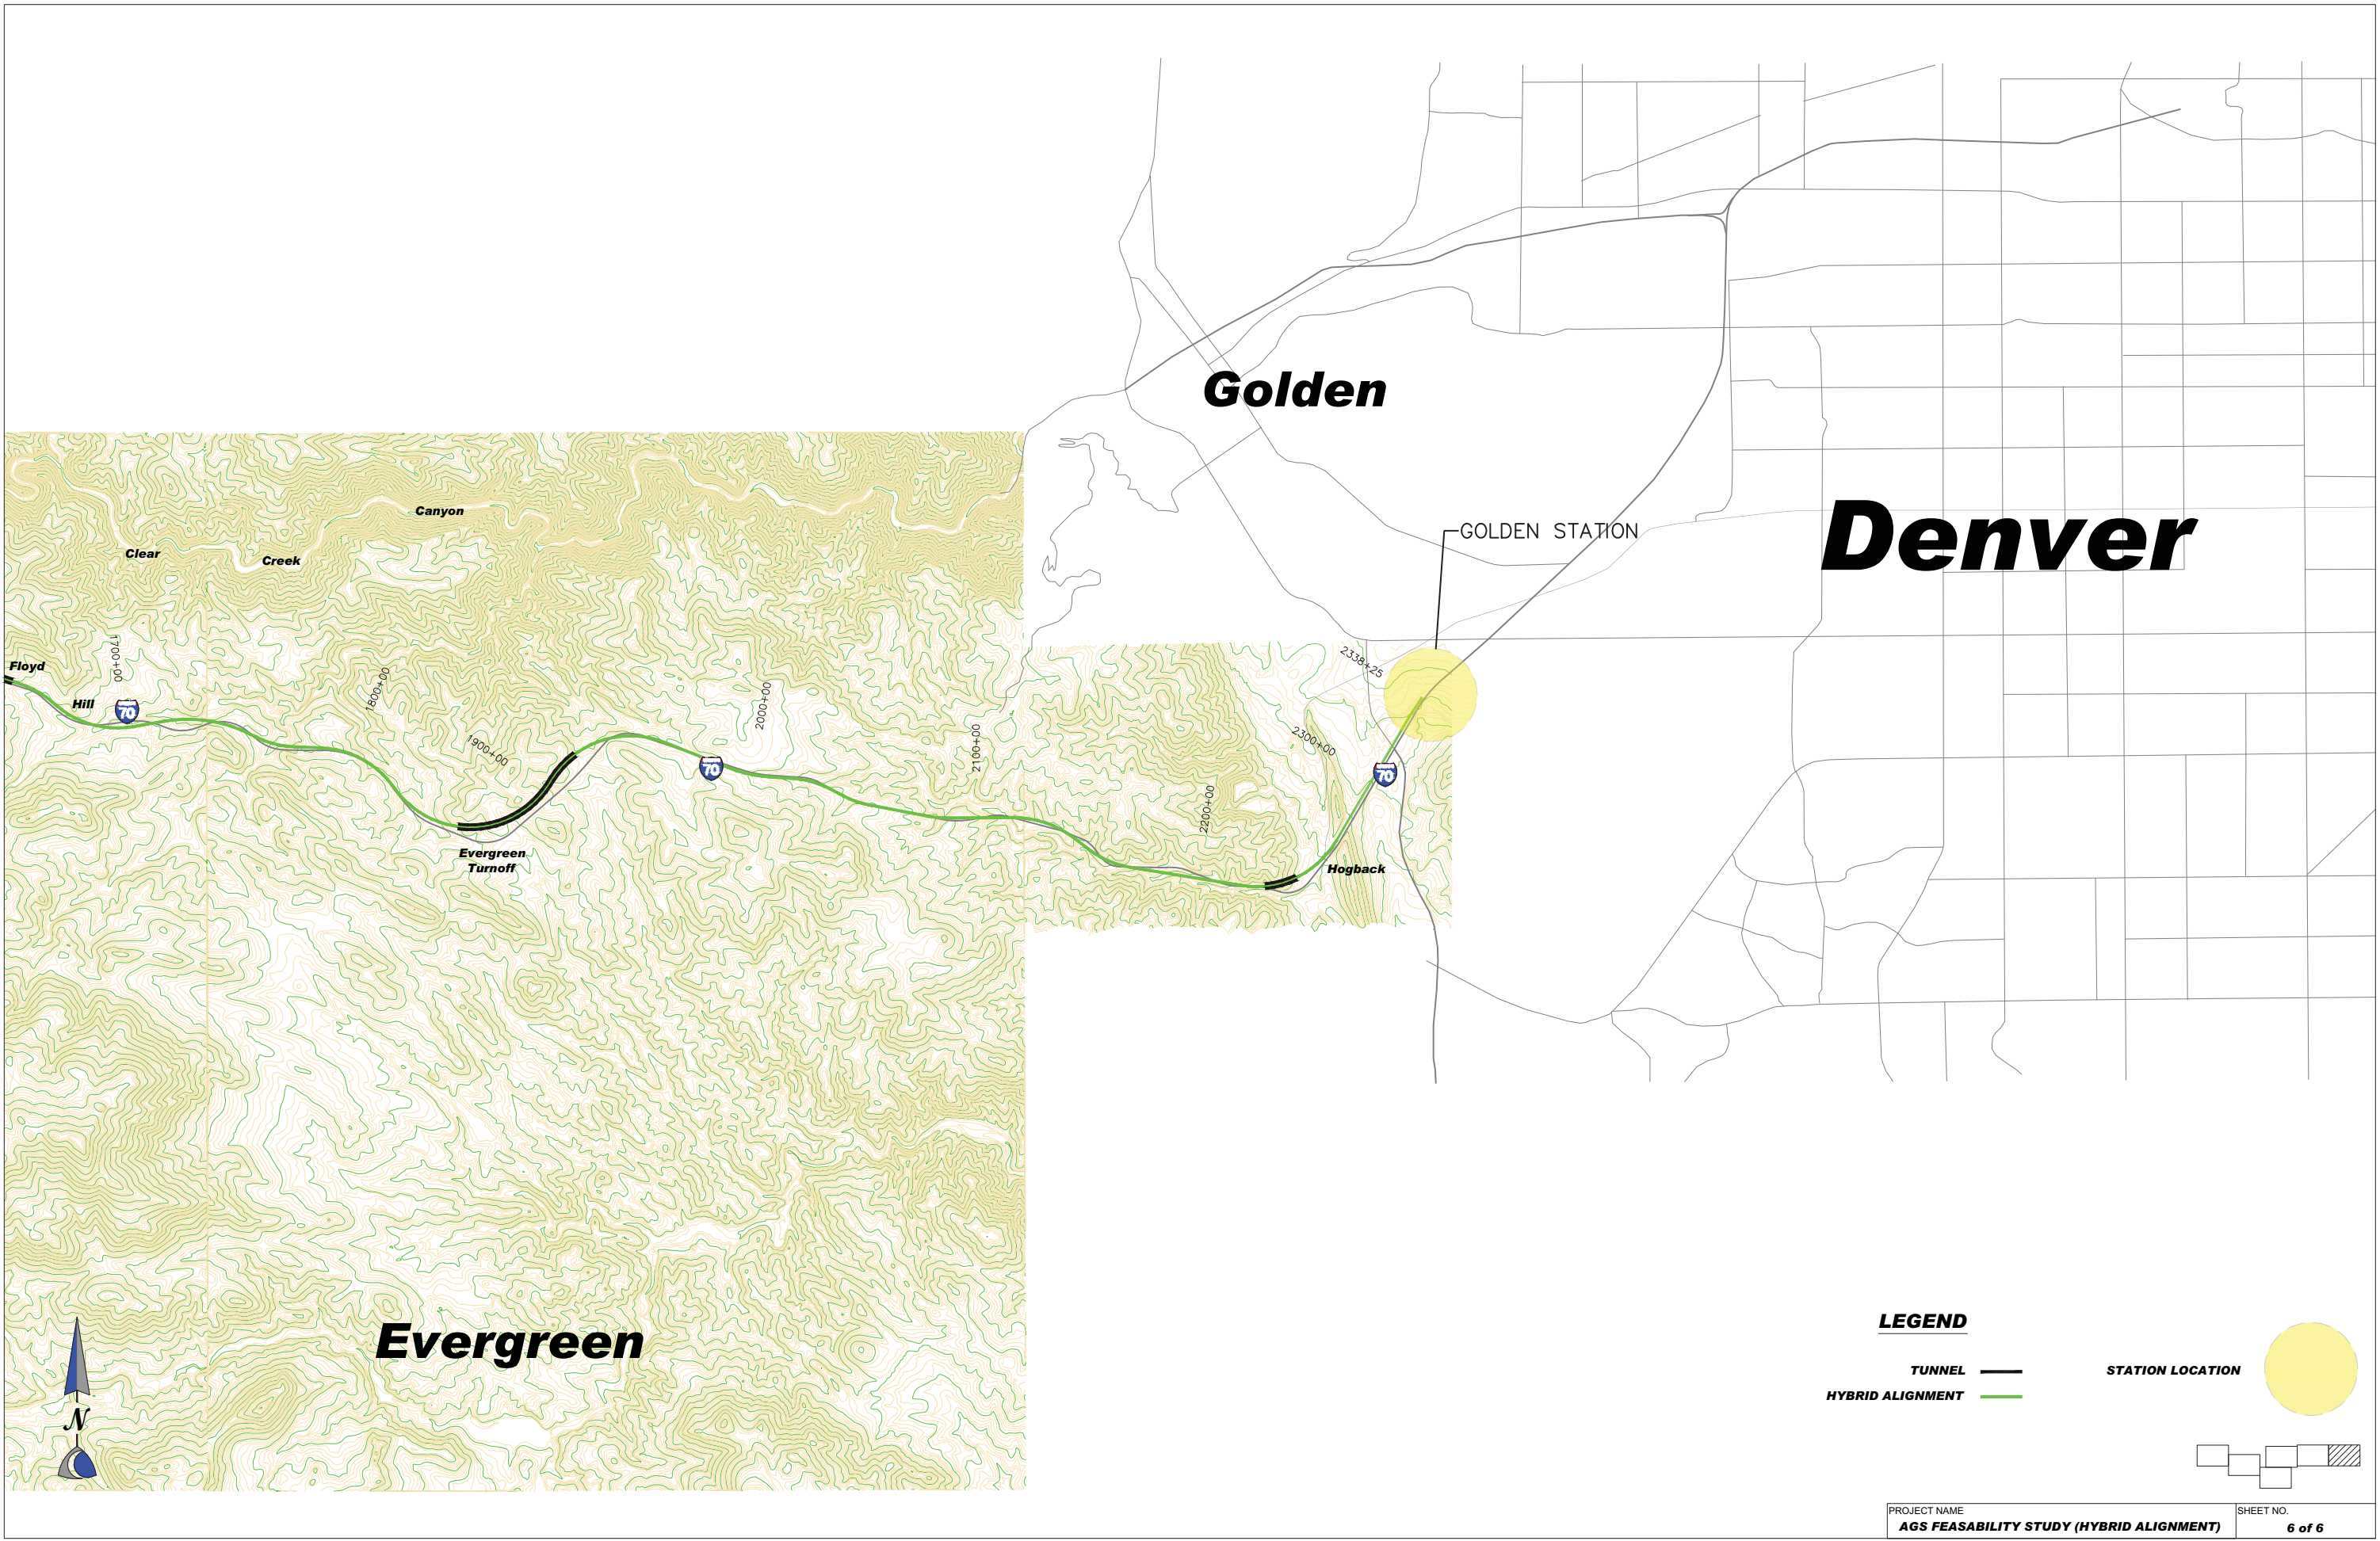 Golden
Canyon
Denver
GOLDEN STATION
Clear
Creek
1700+00
Floyd
2338+25
1800+00
2000+00
Hill
70
1900+00
2100+00
2300+00
70
70
2200+00
Evergreen
Turnoff
Hogback
Evergreen
LEGEND
TUNNEL
STATION LOCATION
HYBRID ALIGNMENT
N
PROJECT NAME
SHEET NO.
AGS FEASABILITY STUDY (HYBRID ALIGNMENT)
6 of 6